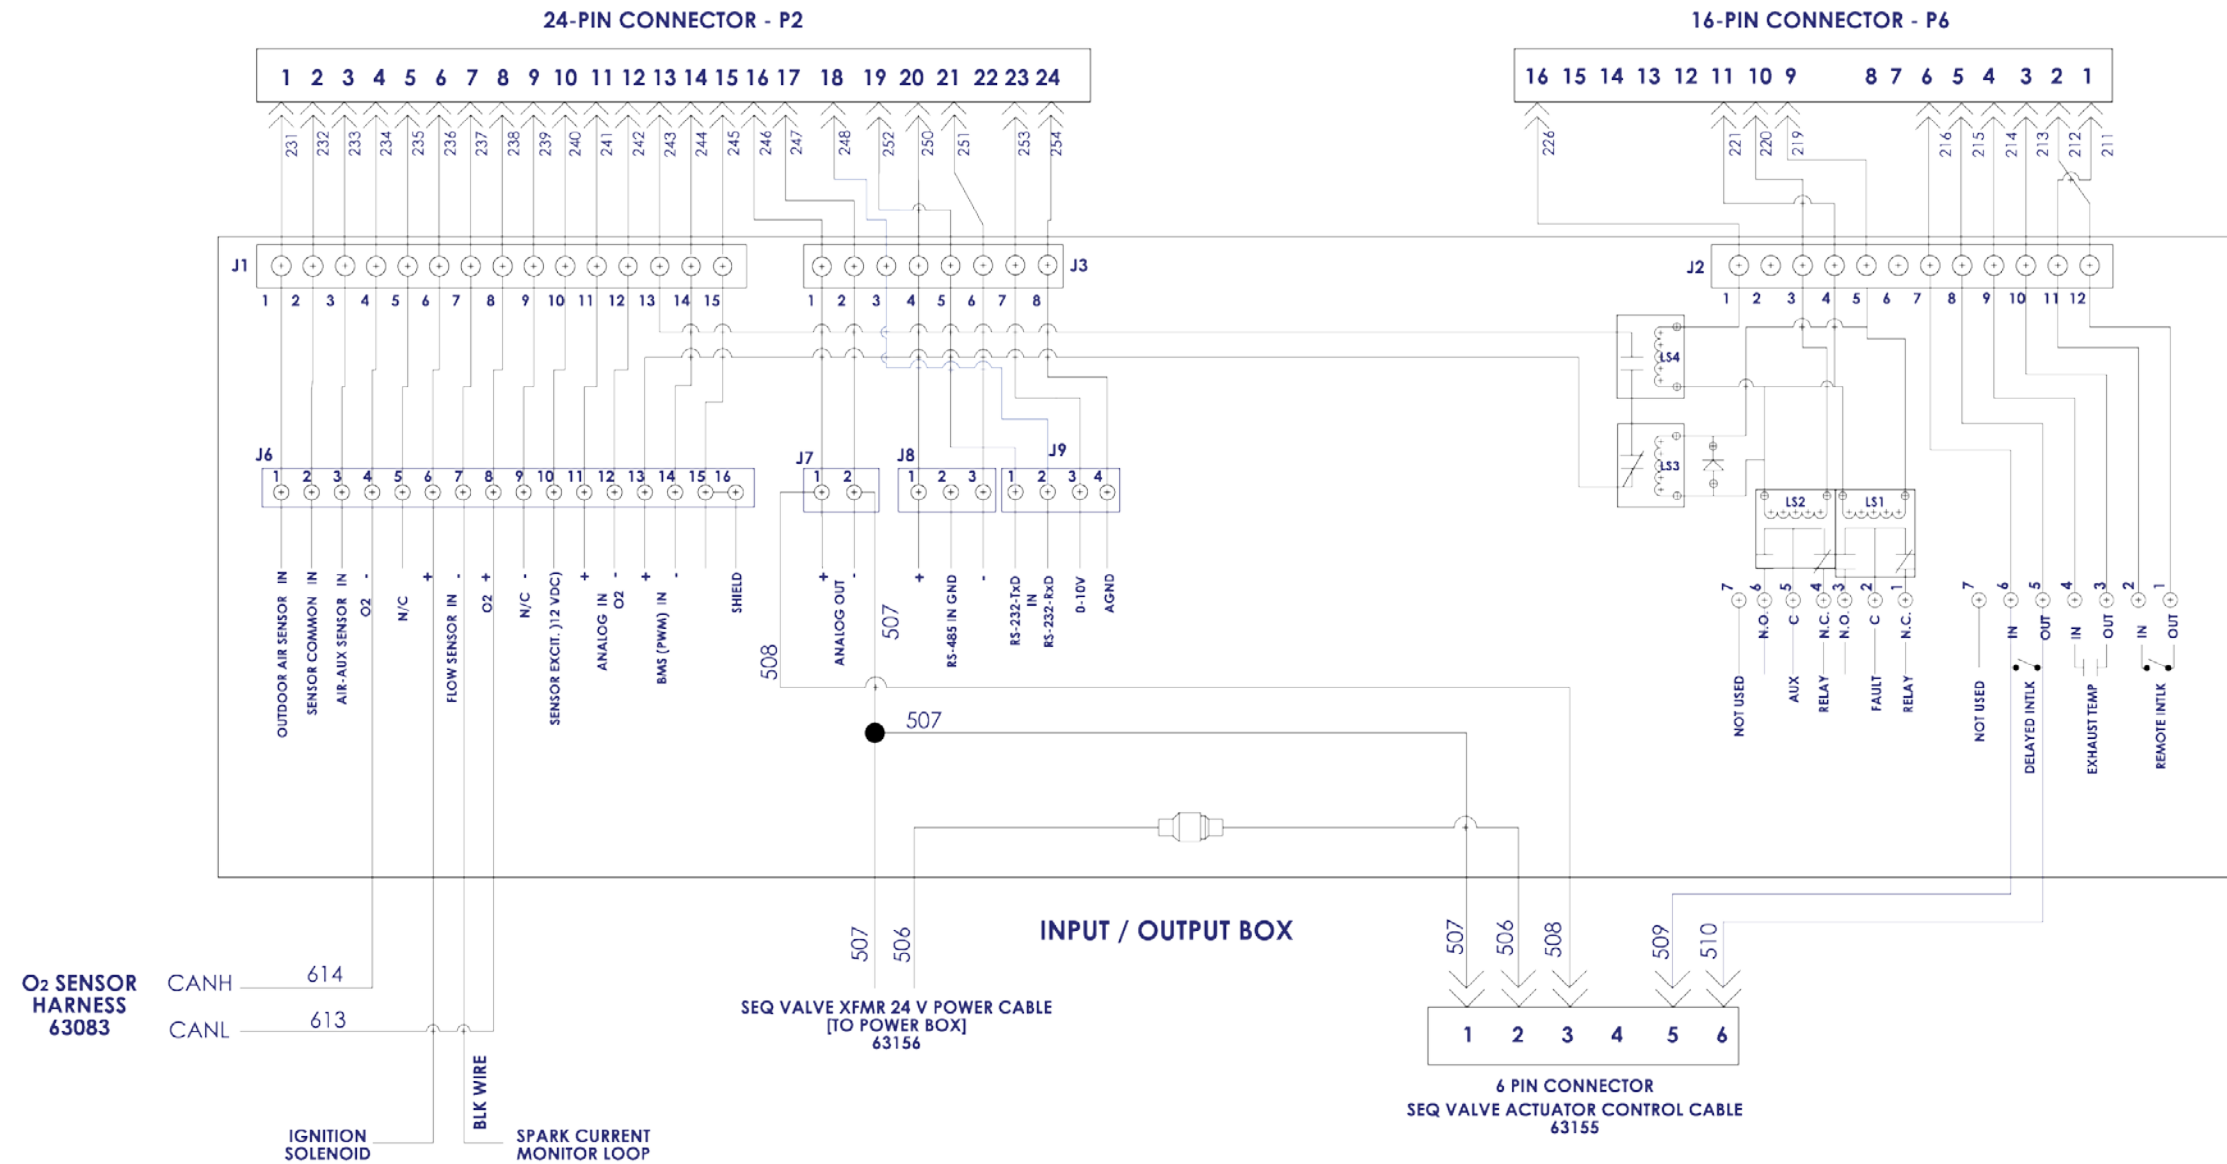 24-PIN CONNECTOR - P2
16-PIN CONNECTOR - P6
1 2 3 4 5 6 7 8 9 10 11 12 13 14 15 16 17 18 19 20 21 22 23 24
16 15 14 13 12 11 10 9 8 7 6 5 4 3 2 1
231 232 233 234 235 236 237 238 239 240 241 242 243 244 245 246 247 248 252 250 251 253 254
226 221 220 219 216 215 214 213 212 211
J1
J3
J2
1 2 3 4 5 6 7 8 9 10 11 12 13 14 15
1 2 3 4 5 6 7 8
1 2 3 4 5 6 7 8 9 10 11 12
LS4
LS3
LS2 LS1
J6
J7
J8
J9
1 2 3 4 5 6 7 8 9 10 11 12 13 14 15 16
1 2
1 2 3
1 2 3 4
OUTDOOR AIR SENSOR IN
SENSOR COMMON IN
AIR-AUX SENSOR IN
O2 -
N/C
+
FLOW SENSOR IN -
O2 +
N/C -
SENSOR EXCIT. )12 VDC)
+
ANALOG IN
-
O2
+
BMS (PWM) IN -
SHIELD
+
ANALOG OUT -
+
RS-485 IN GND
-
RS-232-TxD
IN
RS-232-RxD
0-10V
AGND
7 6 5 4 3 2 1
N.O. C N.C. N.O. C N.C.
NOT USED
AUX
RELAY
FAULT
RELAY
7 6 5 4 3 2 1
IN OUT IN OUT IN OUT
NOT USED
DELAYED INTLK
EXHAUST TEMP
REMOTE INTLK
508
507
507
507
506
INPUT / OUTPUT BOX
507
506
508
509
510
O2 SENSOR
HARNESS
63083
CANH
614
CANL
613
BLK WIRE
IGNITION
SOLENOID
SPARK CURRENT
MONITOR LOOP
SEQ VALVE XFMR 24 V POWER CABLE
[TO POWER BOX]
63156
1 2 3 4 5 6
6 PIN CONNECTOR
SEQ VALVE ACTUATOR CONTROL CABLE
63155